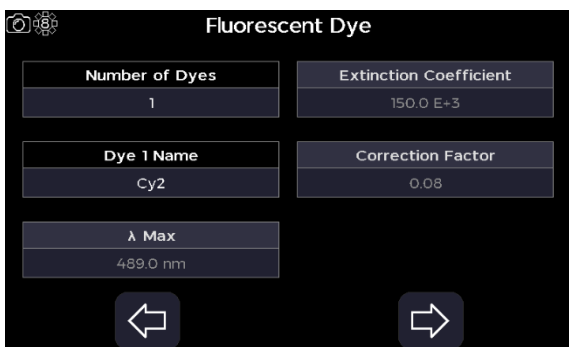 8
Fluorescent Dye
Number of Dyes
1
Extinction Coefficient
150.0 E+3
Dye 1 Name
Cy2
Correction Factor
0.08
λ Max
489.0 nm